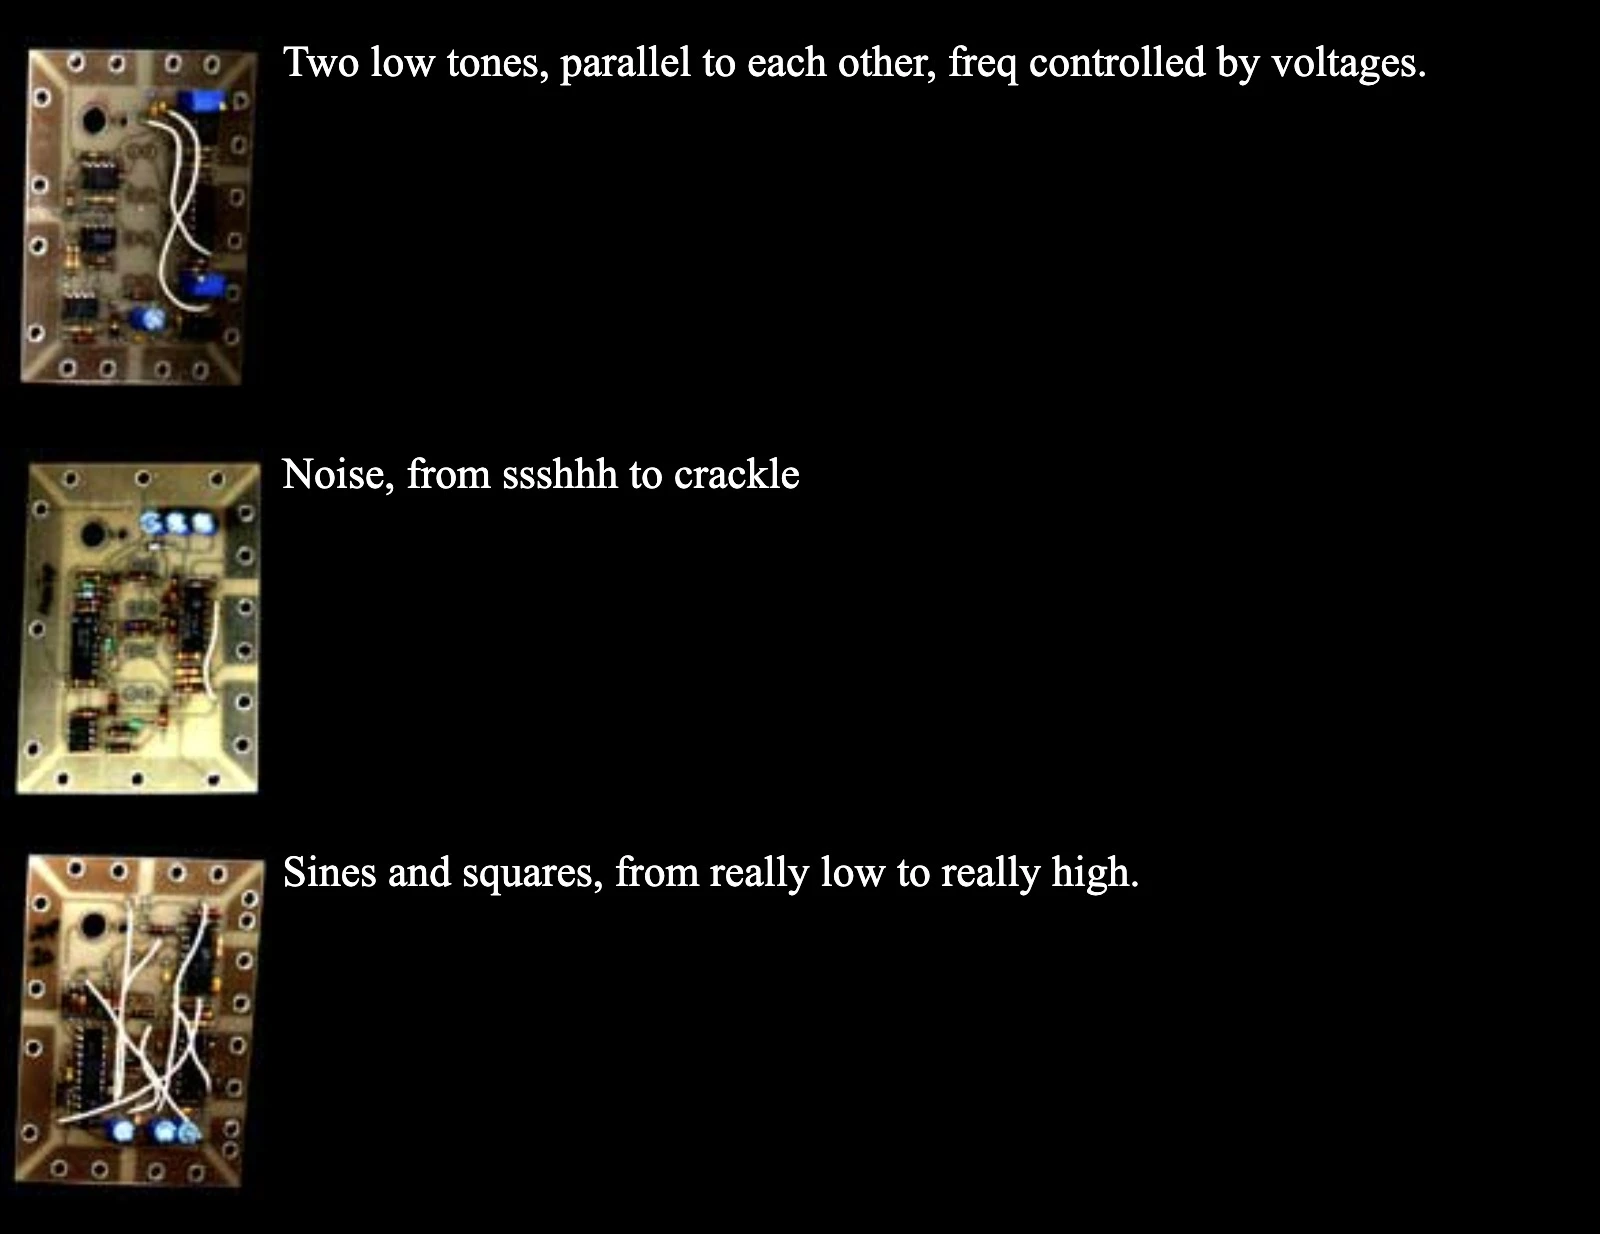 Two low tones, parallel to each other, freq controlled by voltages.
Noise, from ssshhh to crackle
Sines and squares, from really low to really high.